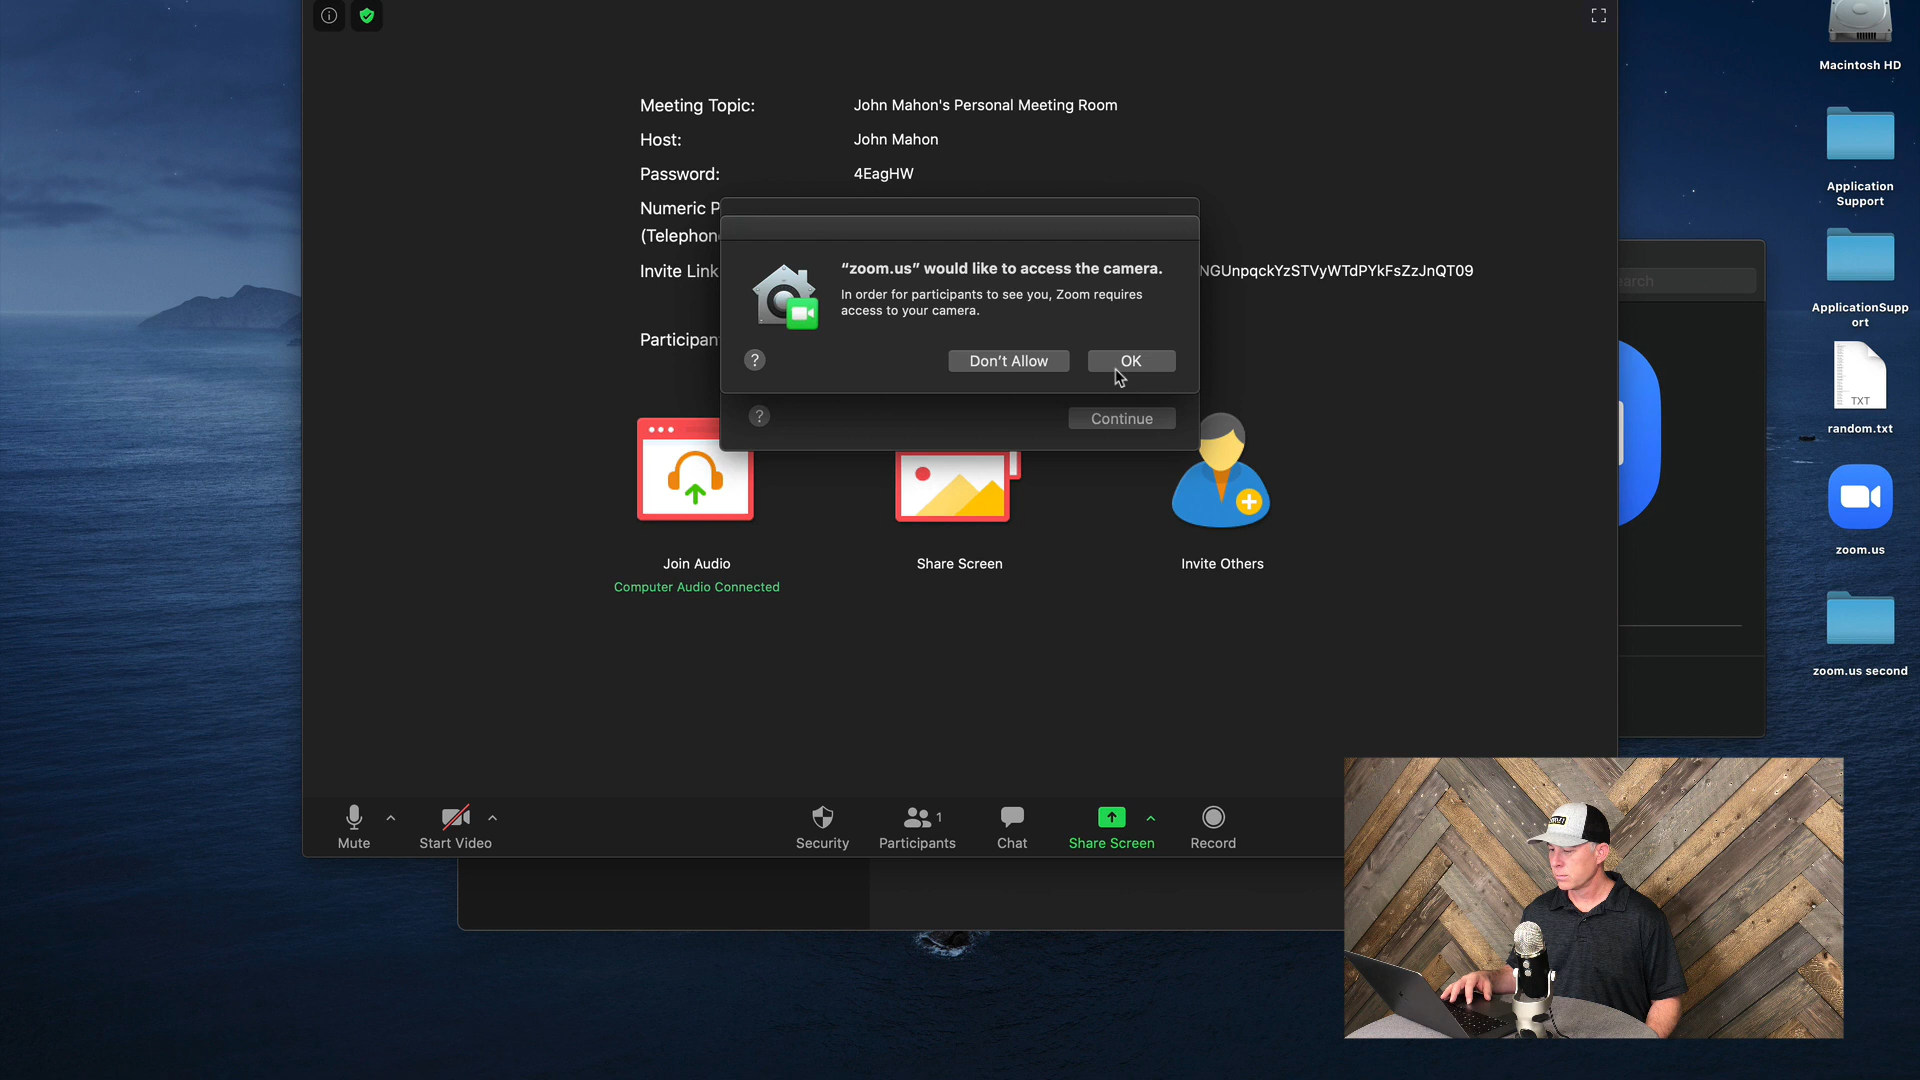 Macintosh HD
Meeting Topic: John Mahon's Personal Meeting Room
Host: John Mahon
Password: 4EagHW
Numeric P
(Telephon
Invite Link NGUnpqckYzSTVyWTdPYkFsZzJnQT09
Participan
“zoom.us” would like to access the camera.
In order for participants to see you, Zoom requires
access to your camera.
? Don’t Allow OK
? Continue
Join Audio
Computer Audio Connected
Share Screen
Invite Others
Mute
Start Video
Security
1
Participants
Chat
Share Screen
Record
earch
Application
Support
ApplicationSupp
ort
TXT
random.txt
zoom.us
zoom.us second